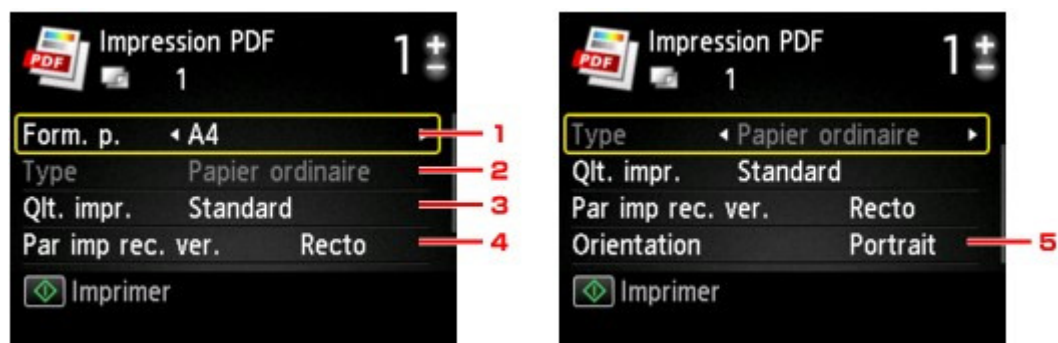 PDF
Impression PDF
1
1 + -
Form. p. A4
1
Type Papier ordinaire
2
Qlt. impr. Standard
3
Par imp rec. ver. Recto
4
Imprimer
PDF
Impression PDF
1
1 + -
Type Papier ordinaire
Qlt. impr. Standard
Par imp rec. ver. Recto
Orientation Portrait
5
Imprimer